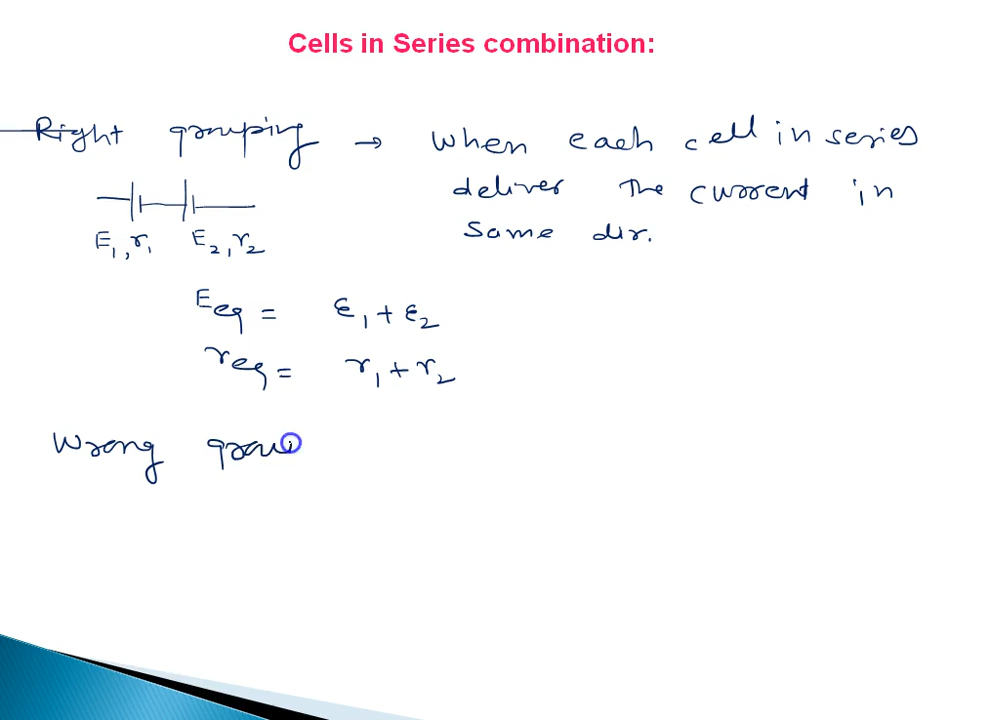 Cells in Series combination:
Right grouping → when each cell in series
deliver the current in
same dir.
E₁, r₁ E₂, r₂
Eeq = ε₁ + ε₂
req = r₁ + r₂
Wrong grou